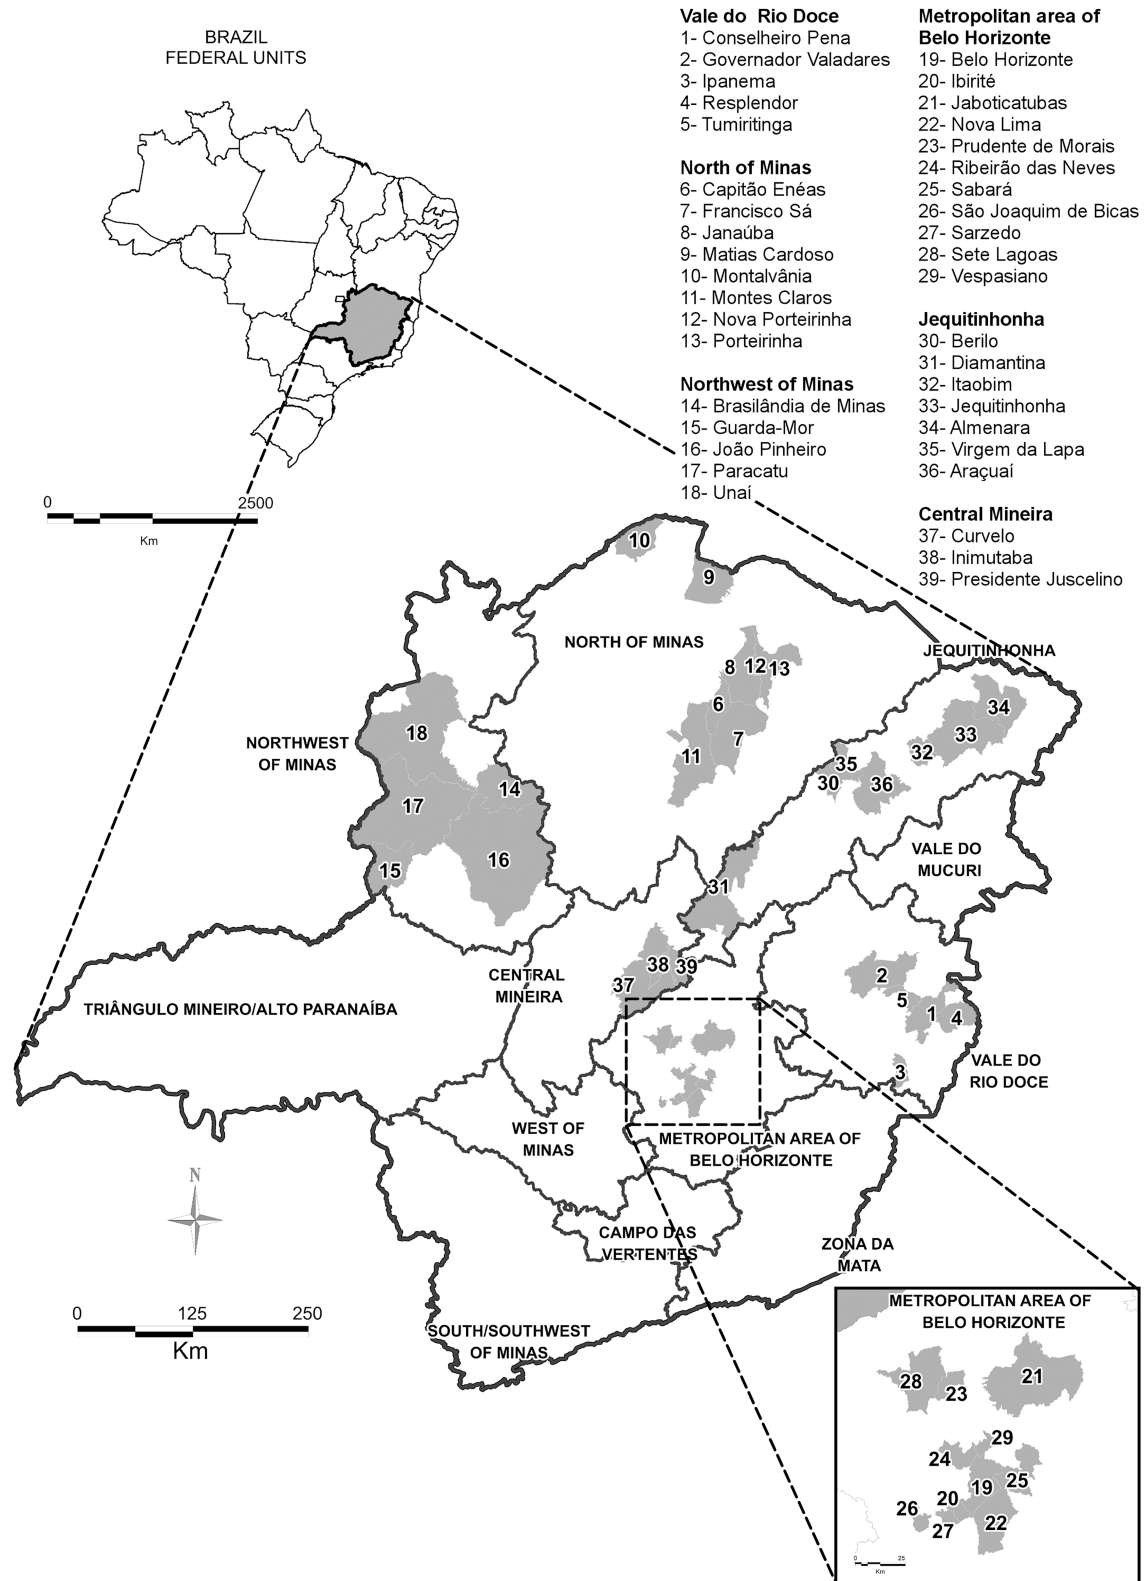 BRAZIL
FEDERAL UNITS
0 2500
Km
Vale do Rio Doce
1- Conselheiro Pena
2- Governador Valadares
3- Ipanema
4- Resplendor
5- Tumiritinga
North of Minas
6- Capitão Enéas
7- Francisco Sá
8- Janaúba
9- Matias Cardoso
10- Montalvânia
11- Montes Claros
12- Nova Porteirinha
13- Porteirinha
Northwest of Minas
14- Brasilândia de Minas
15- Guarda-Mor
16- João Pinheiro
17- Paracatu
18- Unaí
Metropolitan area of
Belo Horizonte
19- Belo Horizonte
20- Ibirité
21- Jaboticatubas
22- Nova Lima
23- Prudente de Morais
24- Ribeirão das Neves
25- Sabará
26- São Joaquim de Bicas
27- Sarzedo
28- Sete Lagoas
29- Vespasiano
Jequitinhonha
30- Berilo
31- Diamantina
32- Itaobim
33- Jequitinhonha
34- Almenara
35- Virgem da Lapa
36- Araçuaí
Central Mineira
37- Curvelo
38- Inimutaba
39- Presidente Juscelino
10
9
NORTH OF MINAS
JEQUITINHONHA
8 12 13
6
7
11
34
33
32
35
30
36
NORTHWEST
OF MINAS
18
14
17
16
15
VALE DO
MUCURI
31
38 39
37
CENTRAL
MINEIRA
TRIÂNGULO MINEIRO/ALTO PARANAÍBA
2
5
1 4
3
VALE DO
RIO DOCE
WEST OF
MINAS
METROPOLITAN AREA OF
BELO HORIZONTE
N
CAMPO DAS
VERTENTES
ZONA DA
MATA
0 125 250
Km
SOUTH/SOUTHWEST
OF MINAS
METROPOLITAN AREA OF
BELO HORIZONTE
28
23
21
29
24
25
19
20
26
27
22
0 25
Km